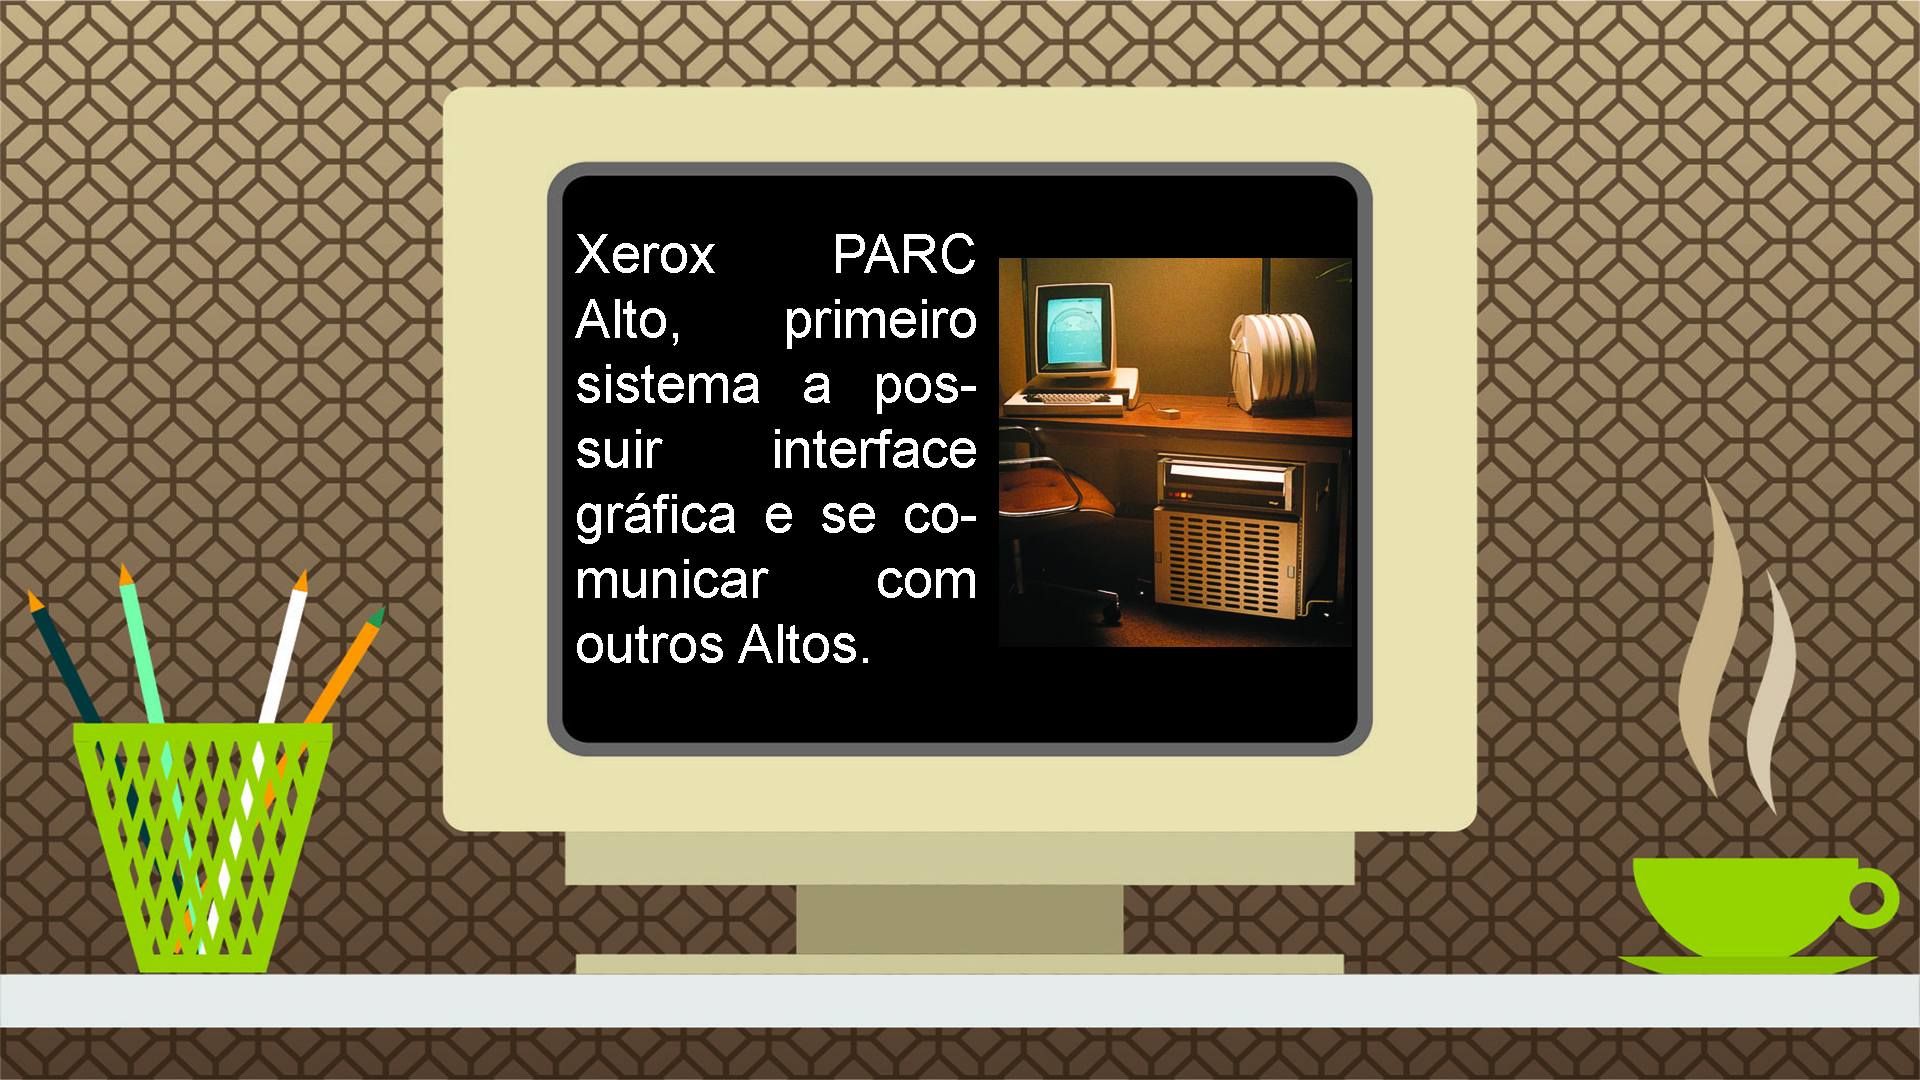 Xerox PARC
Alto, primeiro
sistema a pos-
suir interface
gráfica e se co-
municar com
outros Altos.